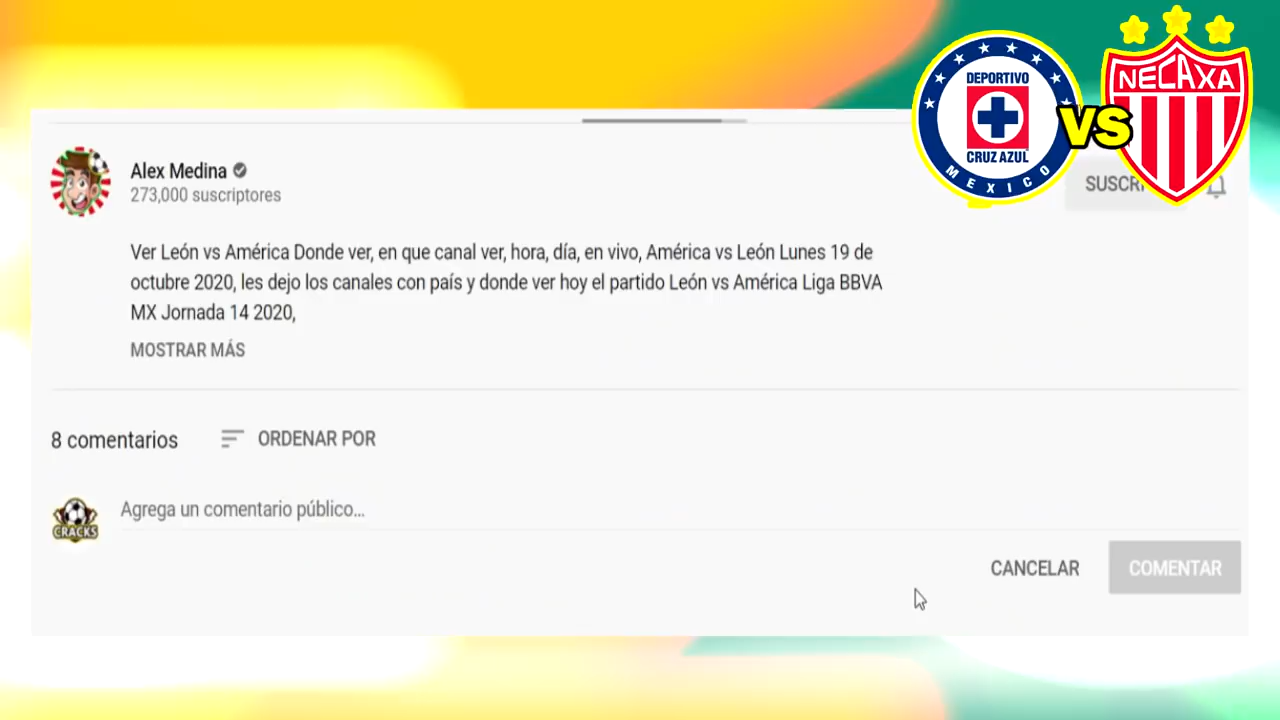 DEPORTIVO
CRUZ AZUL
MEXICO
VS
NECAXA
Alex Medina
273,000 suscriptores
SUSCRI
Ver León vs América Donde ver, en que canal ver, hora, día, en vivo, América vs León Lunes 19 de
octubre 2020, les dejo los canales con país y donde ver hoy el partido León vs América Liga BBVA
MX Jornada 14 2020,
MOSTRAR MÁS
8 comentarios
ORDENAR POR
CRACKS
Agrega un comentario público...
CANCELAR
COMENTAR